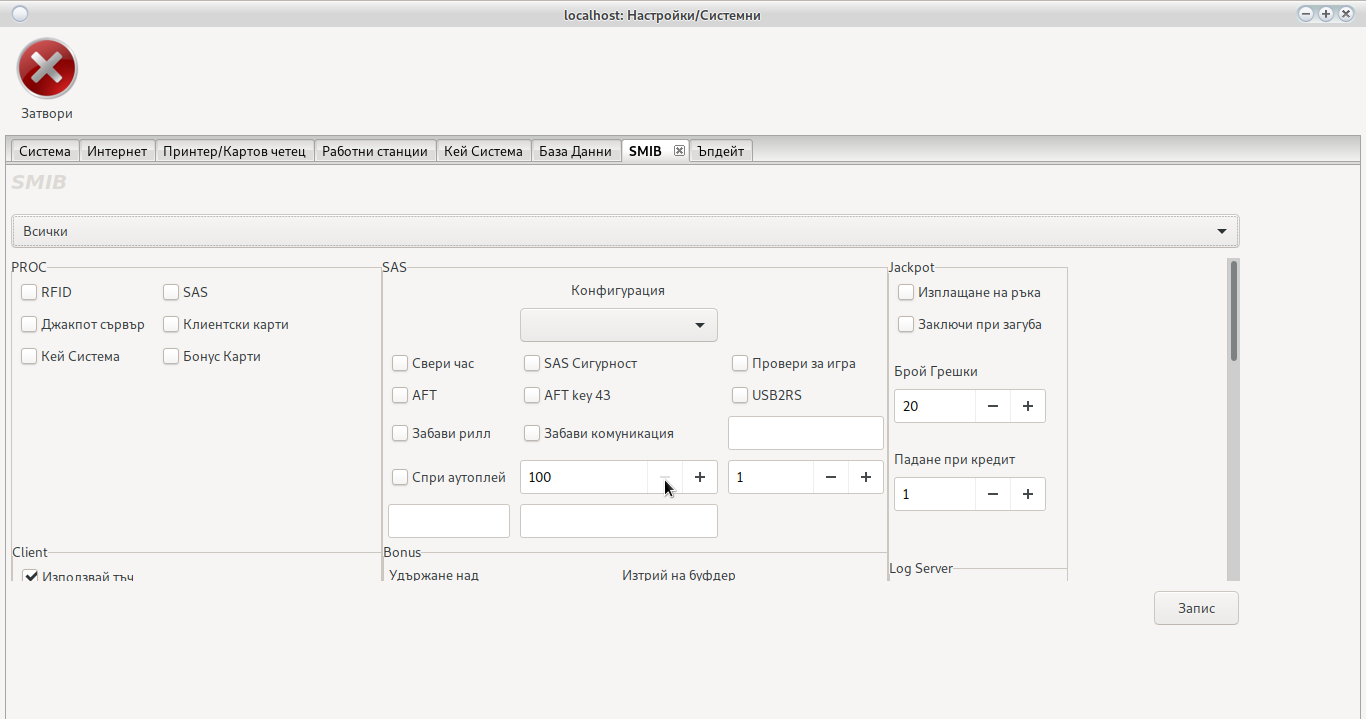 localhost: Настройки/Системни
Затвори
Система Интернет Принтер/Картов четец Работни станции Кей Система База Данни SMIB Ъпдейт
SMIB
Всички
PROC
RFID SAS
Джакпот сървър Клиентски карти
Кей Система Бонус Карти
SAS
Конфигурация
Свери час SAS Сигурност Провери за игра
AFT AFT key 43 USB2RS
Забави рилл Забави комуникация
Спри аутоплей 100 1
Jackpot
Изплащане на ръка
Заключи при загуба
Брой Грешки
20
Падане при кредит
1
Client
Използвай тъч
Bonus
Удържане над Изтрий на буфдер
Log Server
Запис